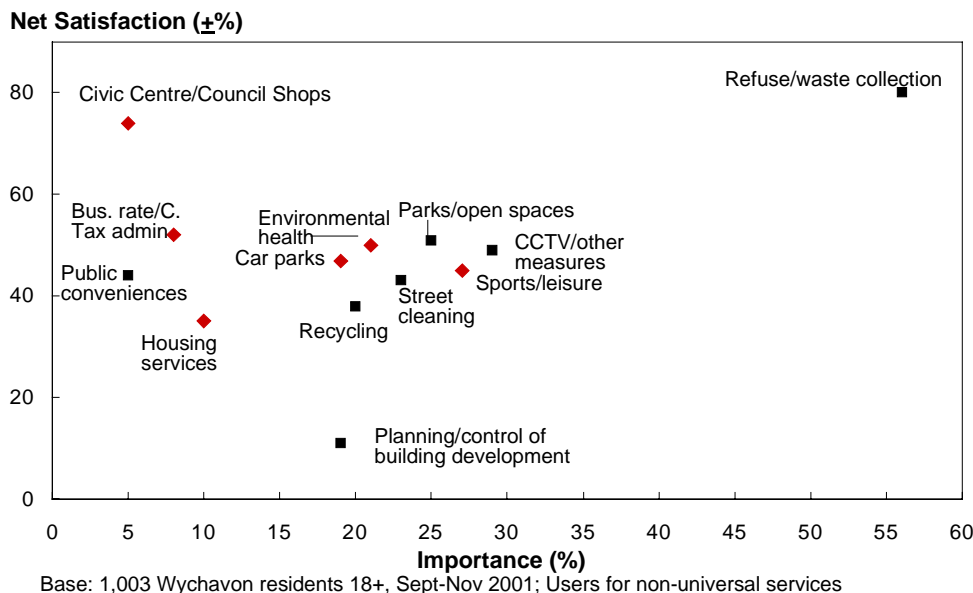 Net Satisfaction (±%)
80
60
40
20
0
Civic Centre/Council Shops
Refuse/waste collection
Bus. rate/C.
Tax admin
Environmental
health
Parks/open spaces
CCTV/other
measures
Car parks
Sports/leisure
Public
conveniences
Street
cleaning
Recycling
Housing
services
Planning/control of
building development
0 5 10 15 20 25 30 35 40 45 50 55 60
Importance (%)
Base: 1,003 Wychavon residents 18+, Sept-Nov 2001; Users for non-universal services